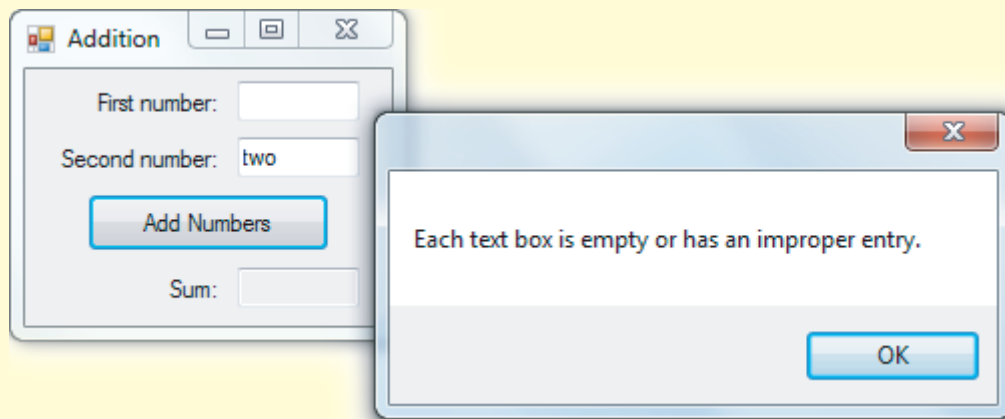 Addition
First number:
Second number: two
Add Numbers
Sum:
Each text box is empty or has an improper entry.
OK